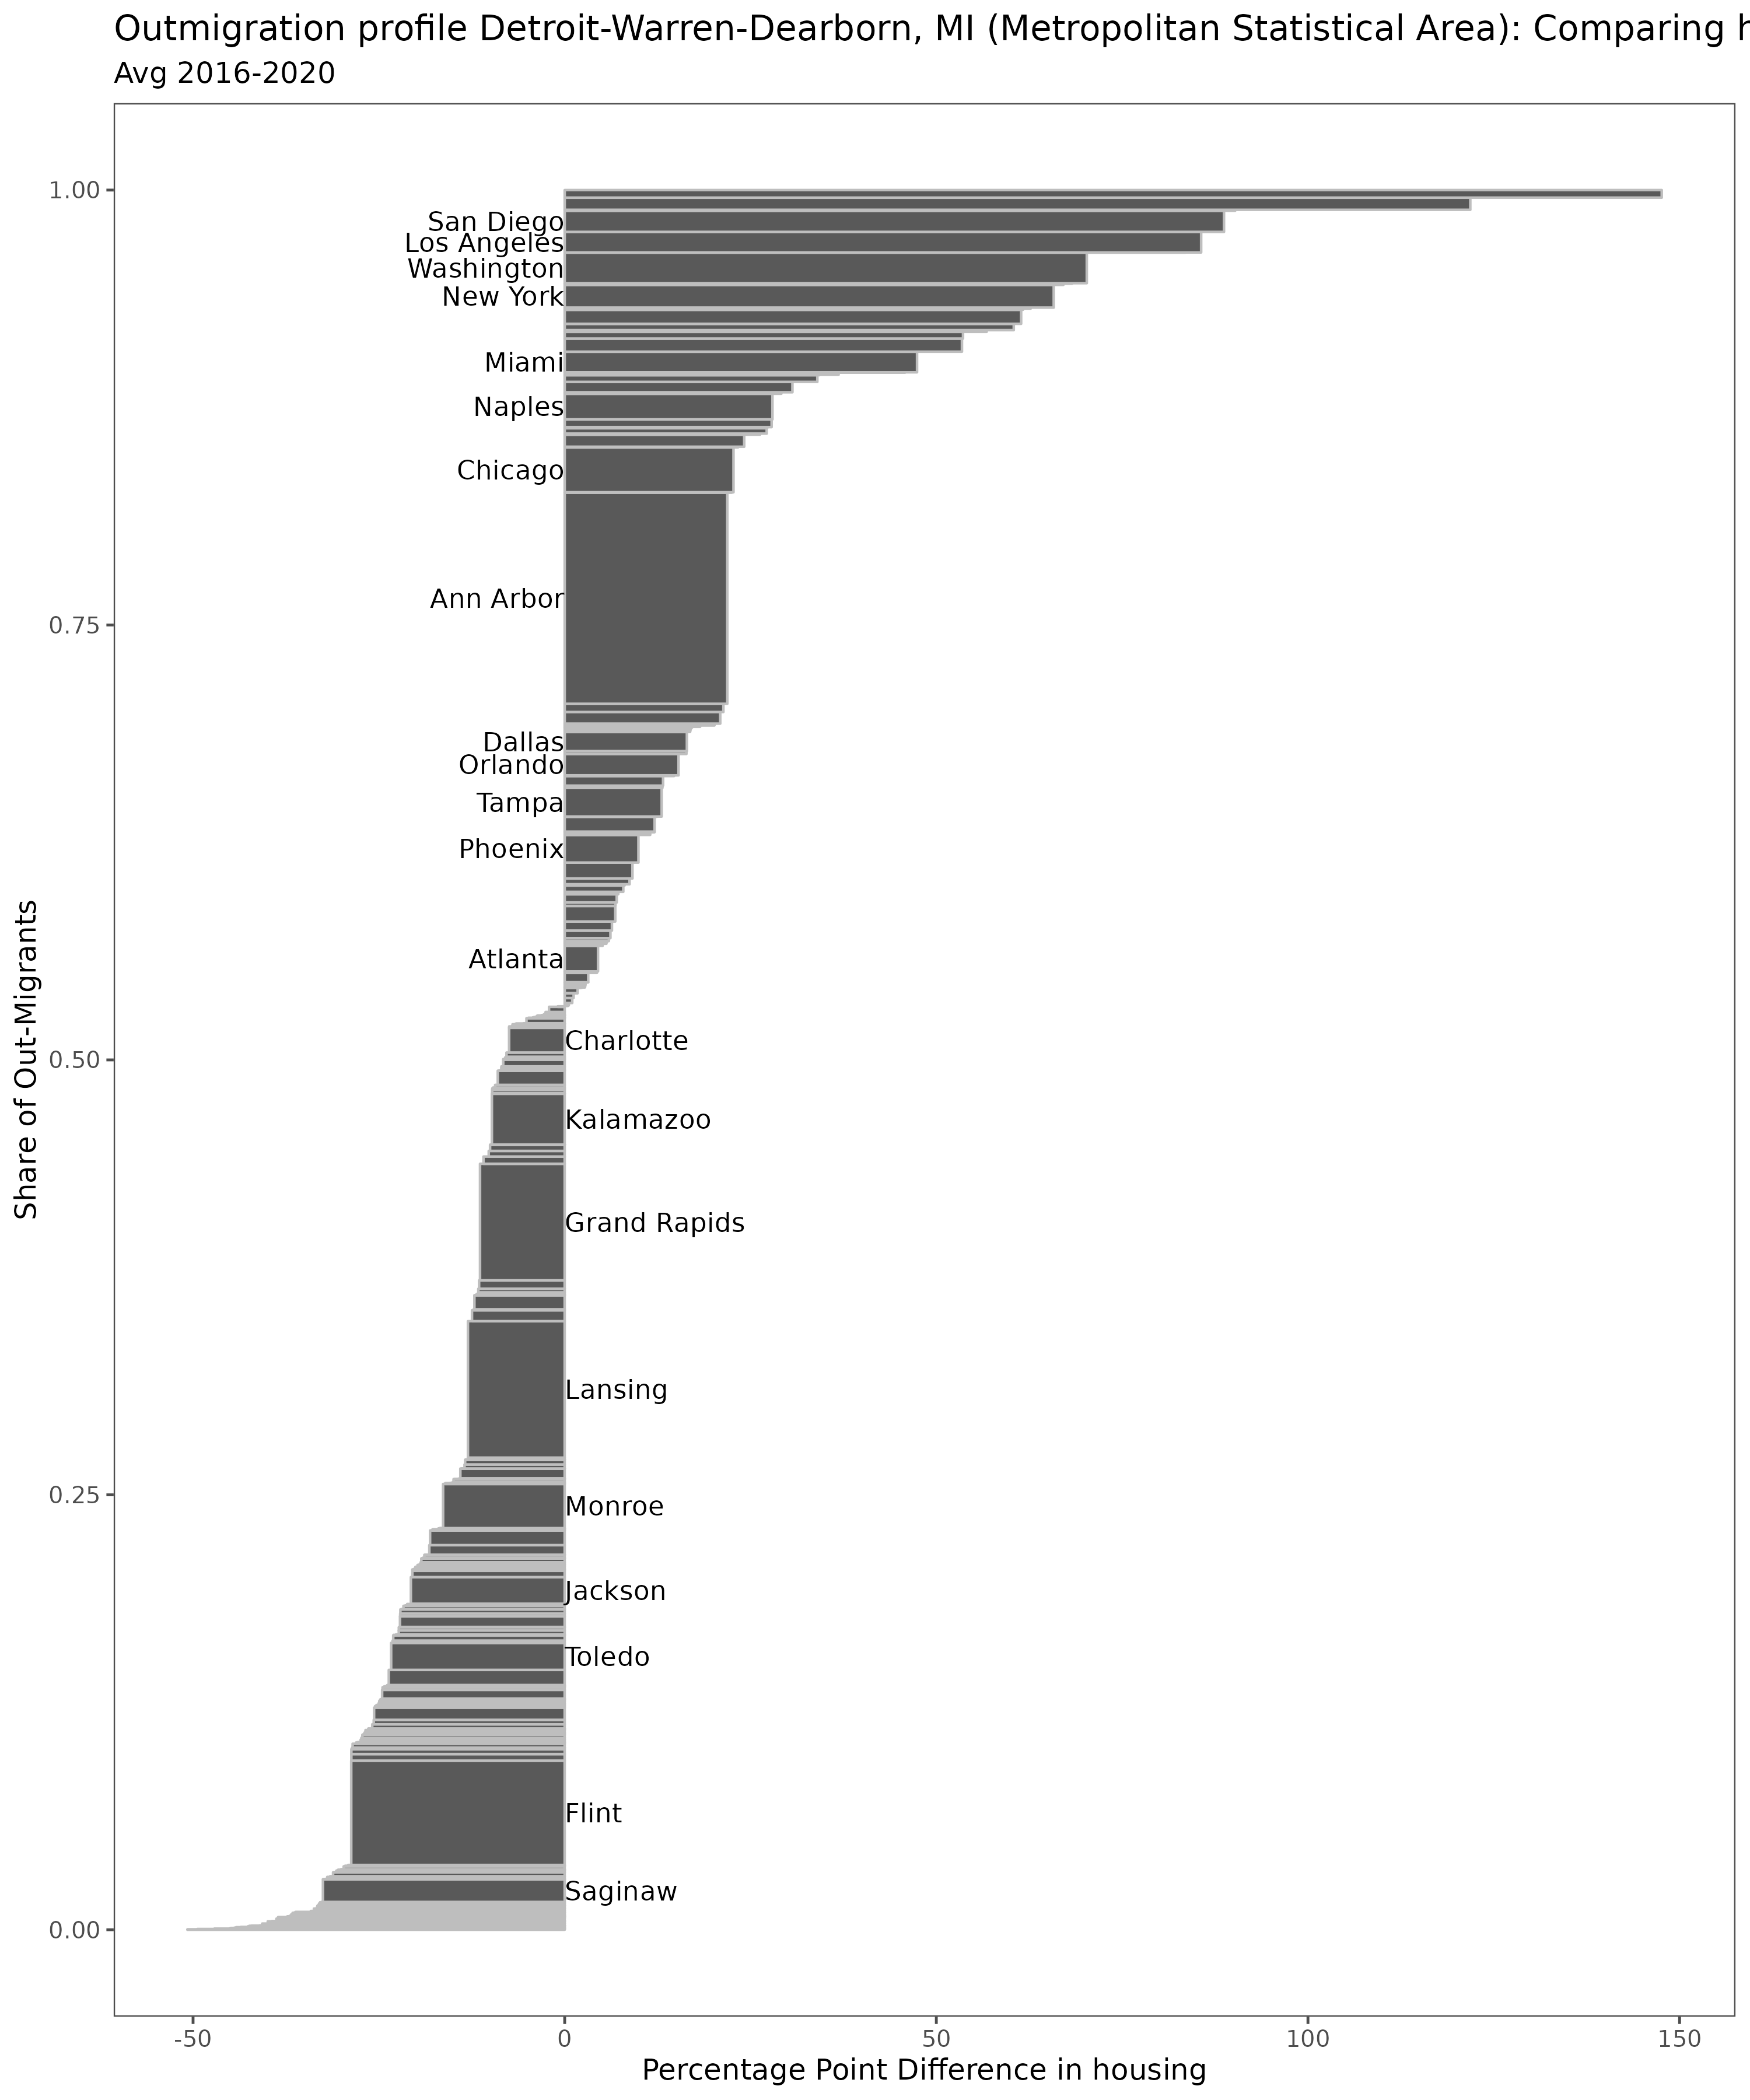 Outmigration profile Detroit-Warren-Dearborn, MI (Metropolitan Statistical Area): Comparing
Avg 2016-2020
1.00
San Diego
Los Angeles
Washington
New York
Miami
Naples
Chicago
Ann Arbor
0.75
Dallas
Orlando
Tampa
Phoenix
Atlanta
Charlotte
0.50
Kalamazoo
Grand Rapids
Lansing
0.25
Monroe
Jackson
Toledo
Flint
Saginaw
0.00
Share of Out-Migrants
-50
0
50
100
150
Percentage Point Difference in housing